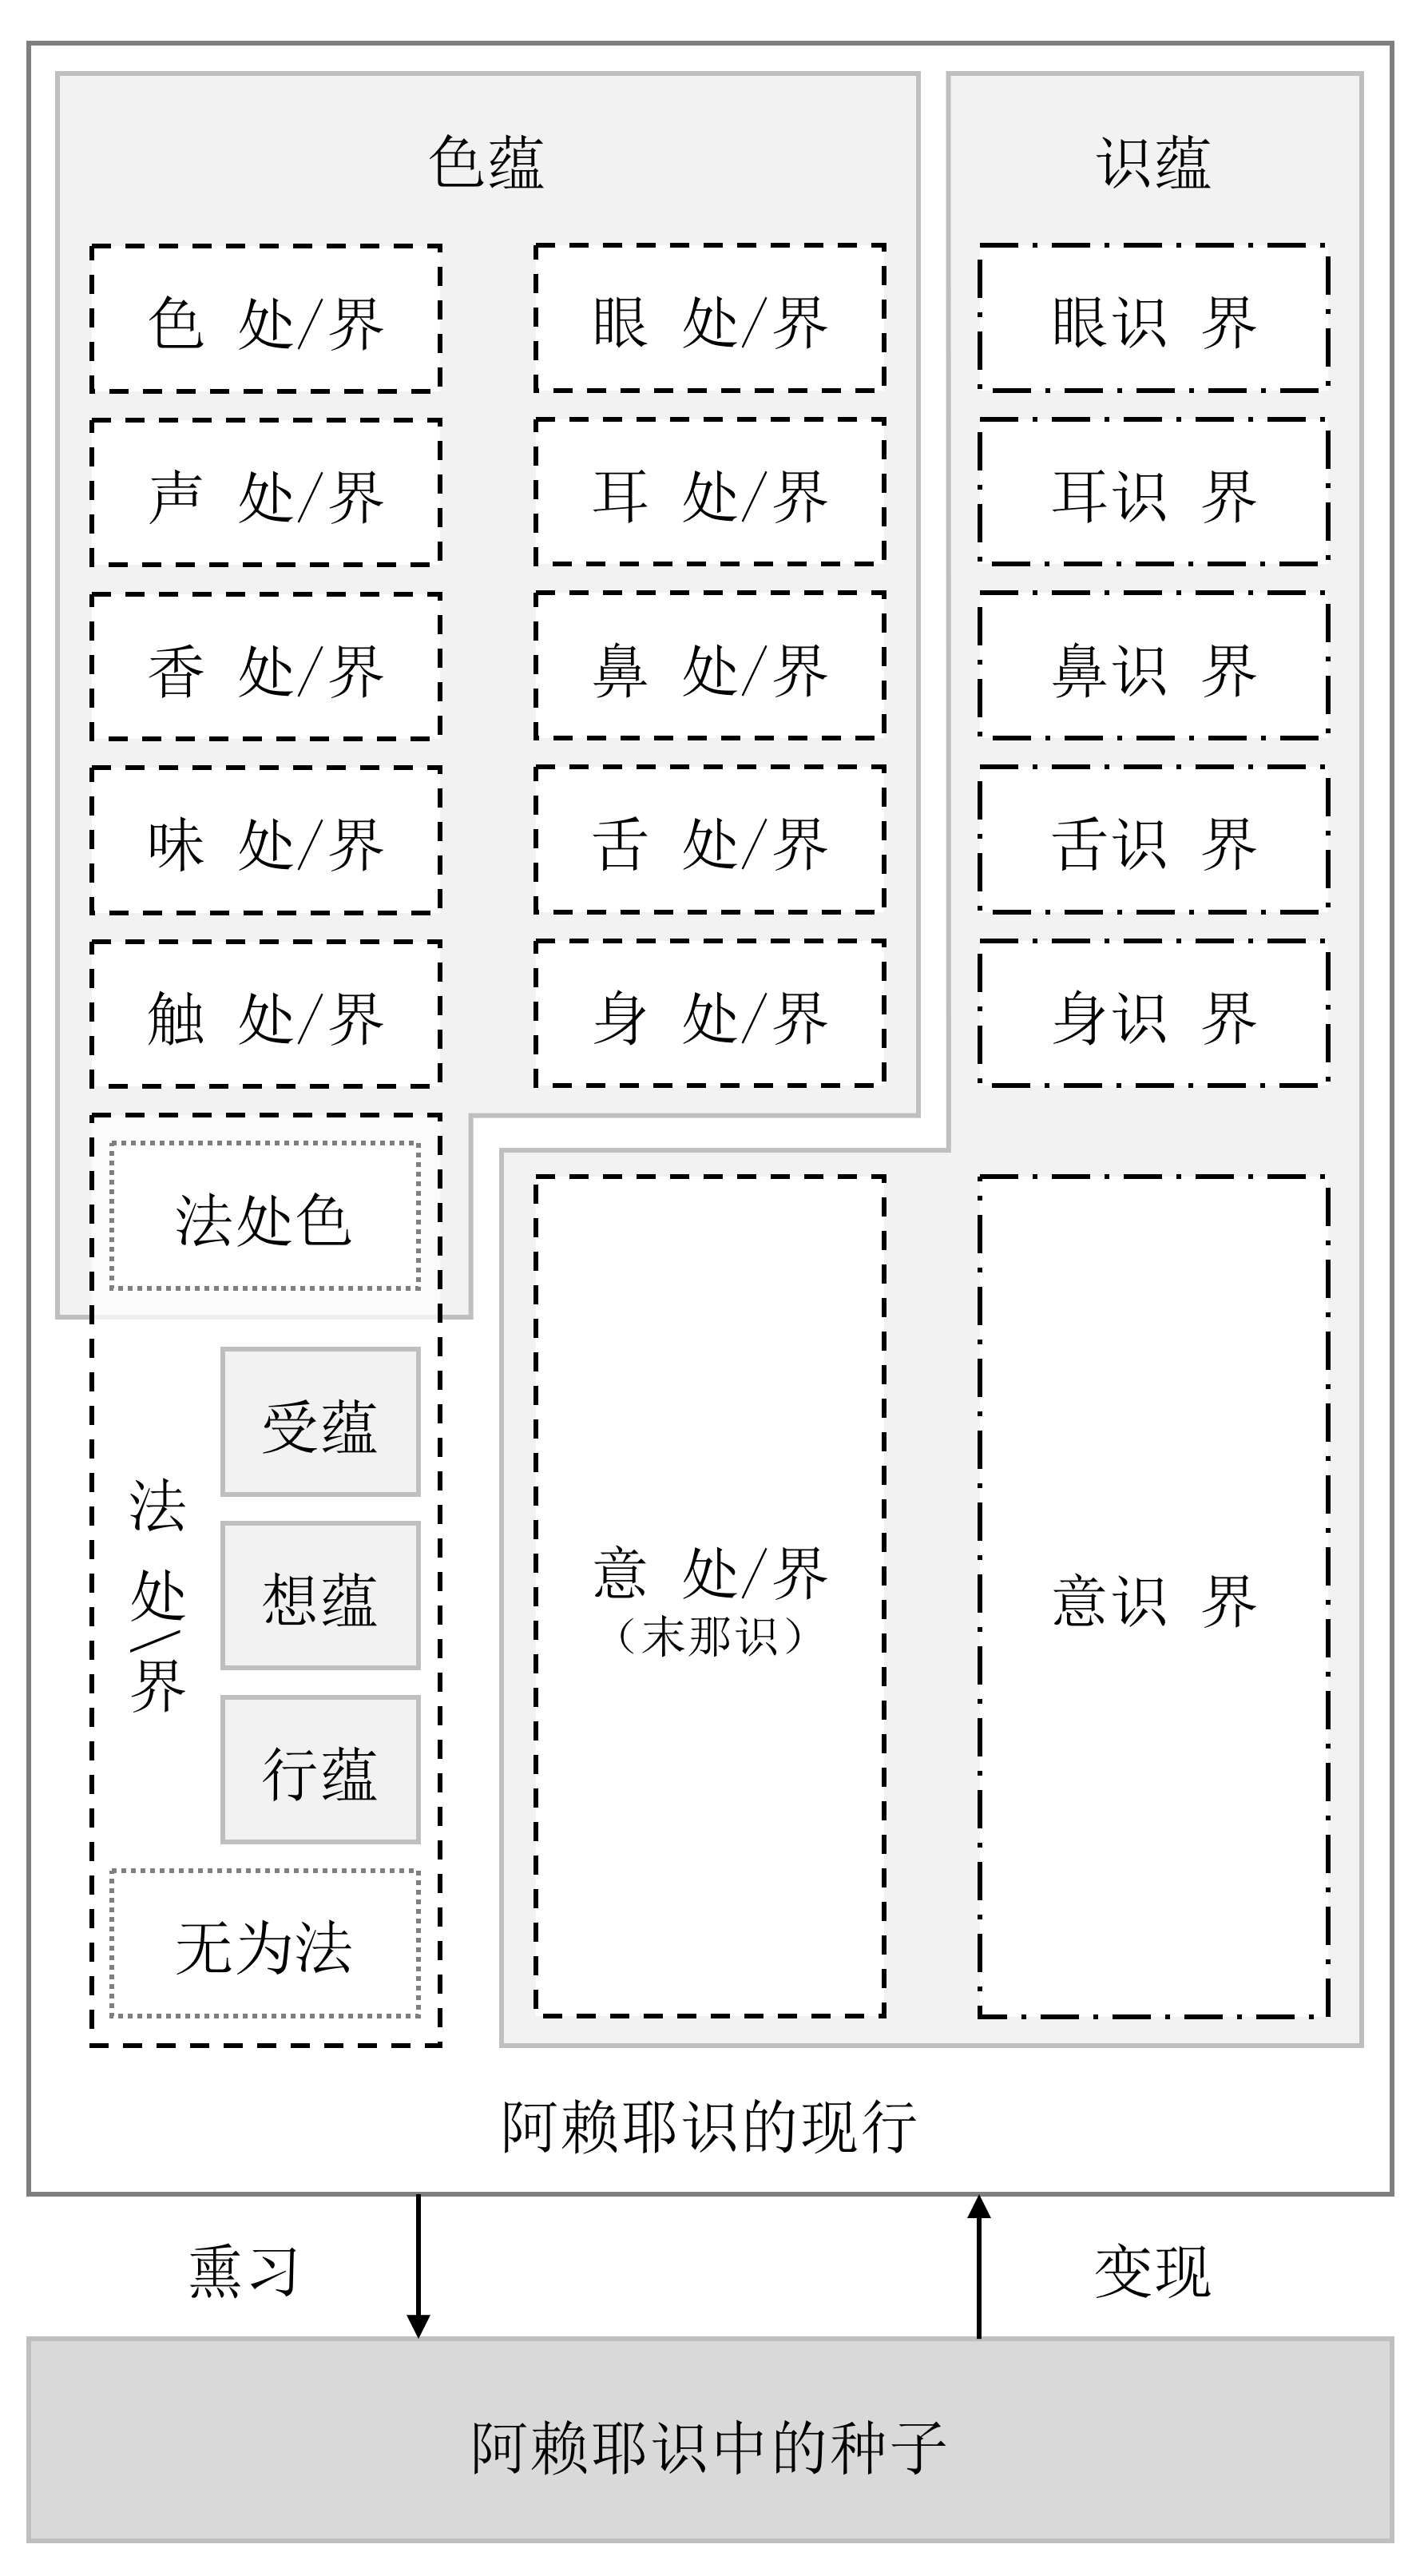 色蕴
识蕴
色 处/界
眼 处/界
眼识 界
声 处/界
耳 处/界
耳识 界
香 处/界
鼻 处/界
鼻识 界
味 处/界
舌 处/界
舌识 界
触 处/界
身 处/界
身识 界
法处色
法 处/界
受蕴
想蕴
行蕴
无为法
意 处/界
（末那识）
意识 界
阿赖耶识的现行
熏习
变现
阿赖耶识中的种子